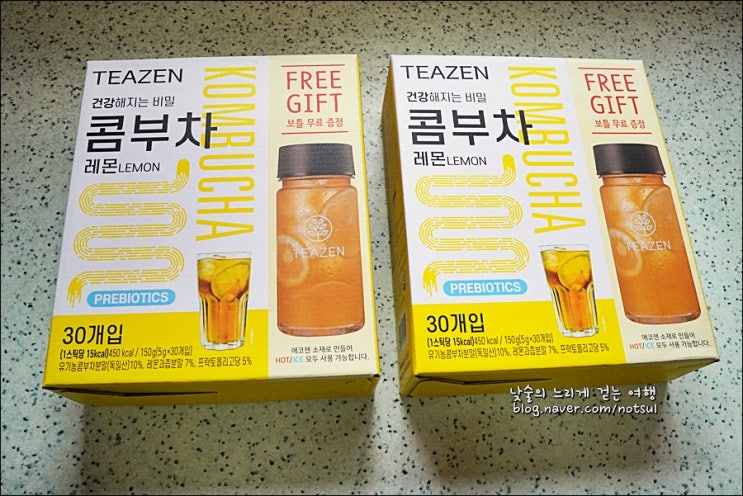 TEAZEN
건강해지는 비밀
콤부차
레몬LEMON
KOMBUCHA
PREBIOTICS
30개입
(1스틱당 15kcal)450 kcal / 150g(5g×30개입)
유기농콤부차분말(독일산)10%, 레몬과즙분말 7%, 프락토올리고당 5%
FREE
GIFT
보틀 무료 증정
TEAZEN
에코젠 소재로 만들어
HOT/ICE 모두 사용 가능합니다.
TEAZEN
건강해지는 비밀
콤부차
레몬LEMON
KOMBUCHA
PREBIOTICS
30개입
(1스틱당 15kcal)450 kcal / 150g(5g×30개입)
유기농콤부차분말(독일산)10%, 레몬과즙분말 7%, 프락토올리고당 5%
FREE
GIFT
보틀 무료 증정
TEAZEN
에코젠 소재로 만들어
HOT/ICE 모두 사용 가능합니다.
낮술의 느리게 걷는 여행
blog.naver.com/notsul